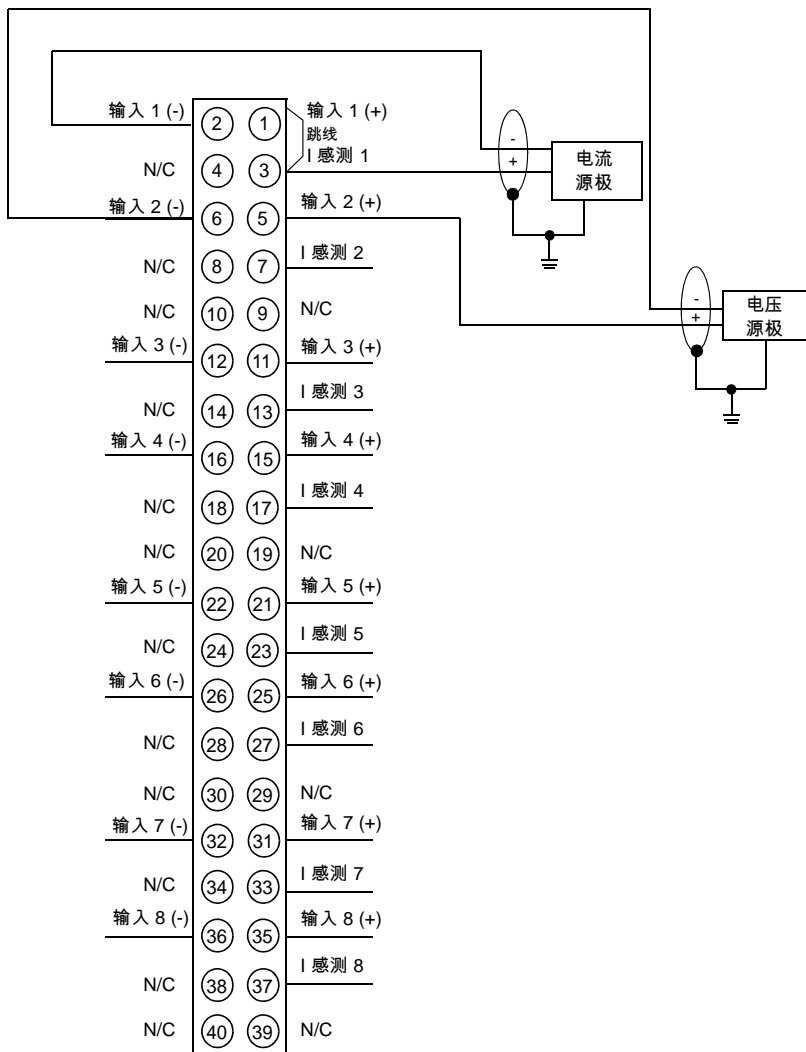 输入 1 (-) 2 1 输入 1 (+)
跳线
N/C 4 3 I 感测 1
输入 2 (-) 6 5 输入 2 (+)
N/C 8 7 I 感测 2
N/C 10 9 N/C
输入 3 (-) 12 11 输入 3 (+)
N/C 14 13 I 感测 3
输入 4 (-) 16 15 输入 4 (+)
N/C 18 17 I 感测 4
N/C 20 19 N/C
输入 5 (-) 22 21 输入 5 (+)
N/C 24 23 I 感测 5
输入 6 (-) 26 25 输入 6 (+)
N/C 28 27 I 感测 6
N/C 30 29 N/C
输入 7 (-) 32 31 输入 7 (+)
N/C 34 33 I 感测 7
输入 8 (-) 36 35 输入 8 (+)
N/C 38 37 I 感测 8
N/C 40 39 N/C
-
+
电流
源极
-
+
电压
源极